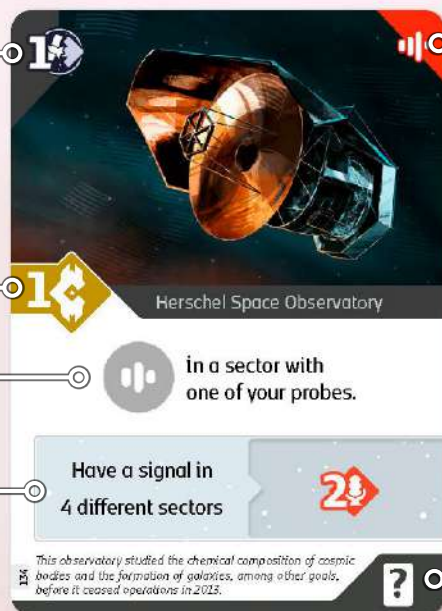 1
1
Herschel Space Observatory
in a sector with
one of your probes.
Have a signal in
4 different sectors
2
134
This observatory studied the chemical composition of cosmic
bodies and the formation of galaxies, among other goals,
before it ceased operations in 2013.
?